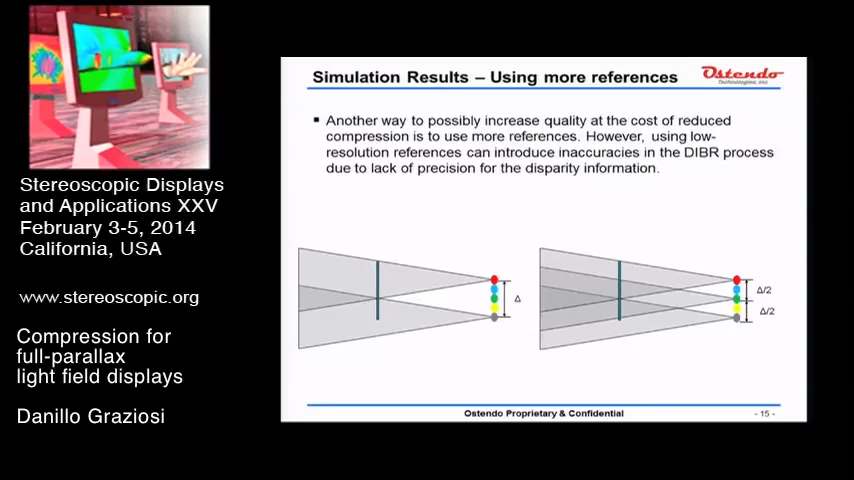 Stereoscopic Displays
and Applications XXV
February 3-5, 2014
California, USA
www.stereoscopic.org
Compression for
full-parallax
light field displays
Danillo Graziosi
Simulation Results – Using more references
Ostendo
Technologies, Inc.
▪ Another way to possibly increase quality at the cost of reduced
compression is to use more references. However, using low-
resolution references can introduce inaccuracies in the DIBR process
due to lack of precision for the disparity information.
Δ
Δ/2
Δ/2
Ostendo Proprietary & Confidential
- 15 -